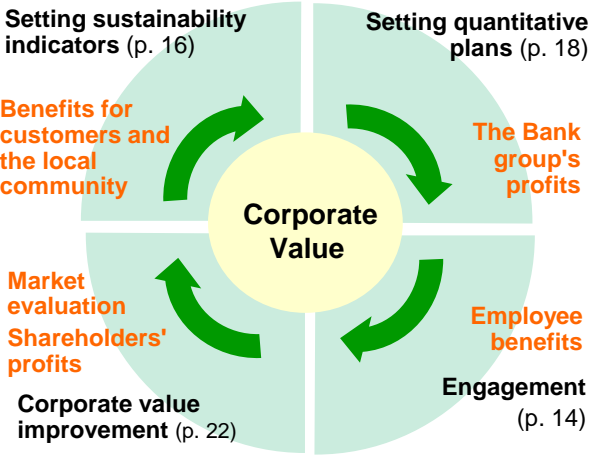 Setting sustainability
indicators (p. 16)
Setting quantitative
plans (p. 18)
Benefits for
customers and
the local
community
The Bank
group's
profits
Corporate
Value
Market
evaluation
Shareholders'
profits
Employee
benefits
Corporate value
improvement (p. 22)
Engagement
(p. 14)